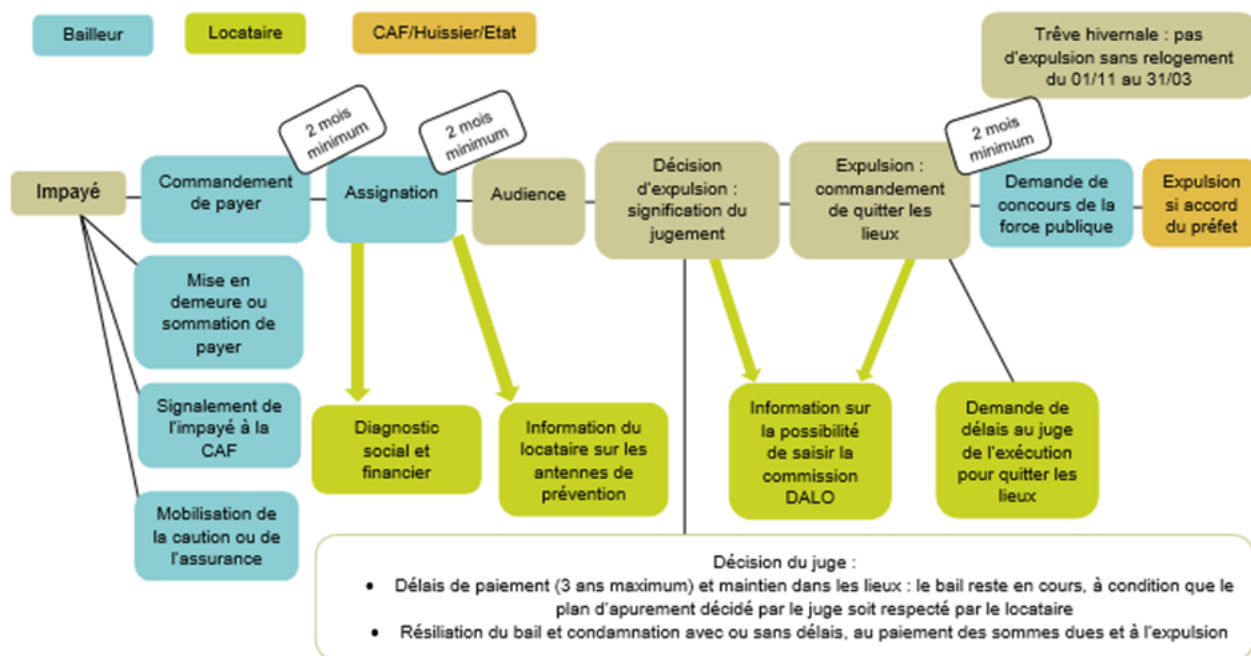 Bailleur
Locataire
CAF/Huissier/Etat
Trêve hivernale : pas
d'expulsion sans relogement
du 01/11 au 31/03
2 mois
minimum
2 mois
minimum
2 mois
minimum
Impayé
Commandement
de payer
Assignation
Audience
Décision
d'expulsion :
signification du
jugement
Expulsion :
commandement
de quitter les
lieux
Demande de
concours de la
force publique
Expulsion
si accord
du préfet
Mise en
demeure ou
sommation de
payer
Signalement de
l'impayé à la
CAF
Mobilisation de
la caution ou de
l'assurance
Diagnostic
social et
financier
Information du
locataire sur les
antennes de
prévention
Information sur
la possibilité
de saisir la
commission
DALO
Demande de
délais au juge
de l'exécution
pour quitter les
lieux
Décision du juge :
• Délais de paiement (3 ans maximum) et maintien dans les lieux : le bail reste en cours, à condition que le
plan d'apurement décidé par le juge soit respecté par le locataire
• Résiliation du bail et condamnation avec ou sans délais, au paiement des sommes dues et à l'expulsion